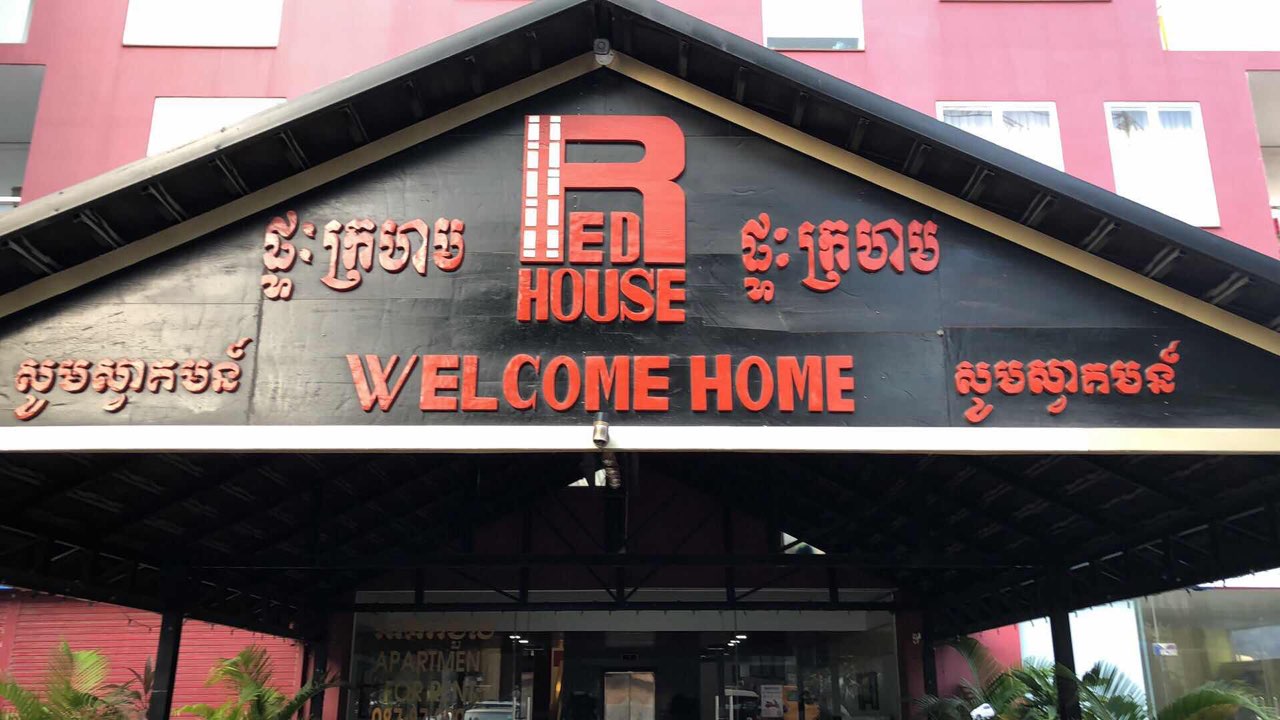 RED
HOUSE
ផ្ទះក្រហម ផ្ទះក្រហម
សូមស្វាគមន៍ WELCOME HOME សូមស្វាគមន៍
APARTMEN
FOR RENT